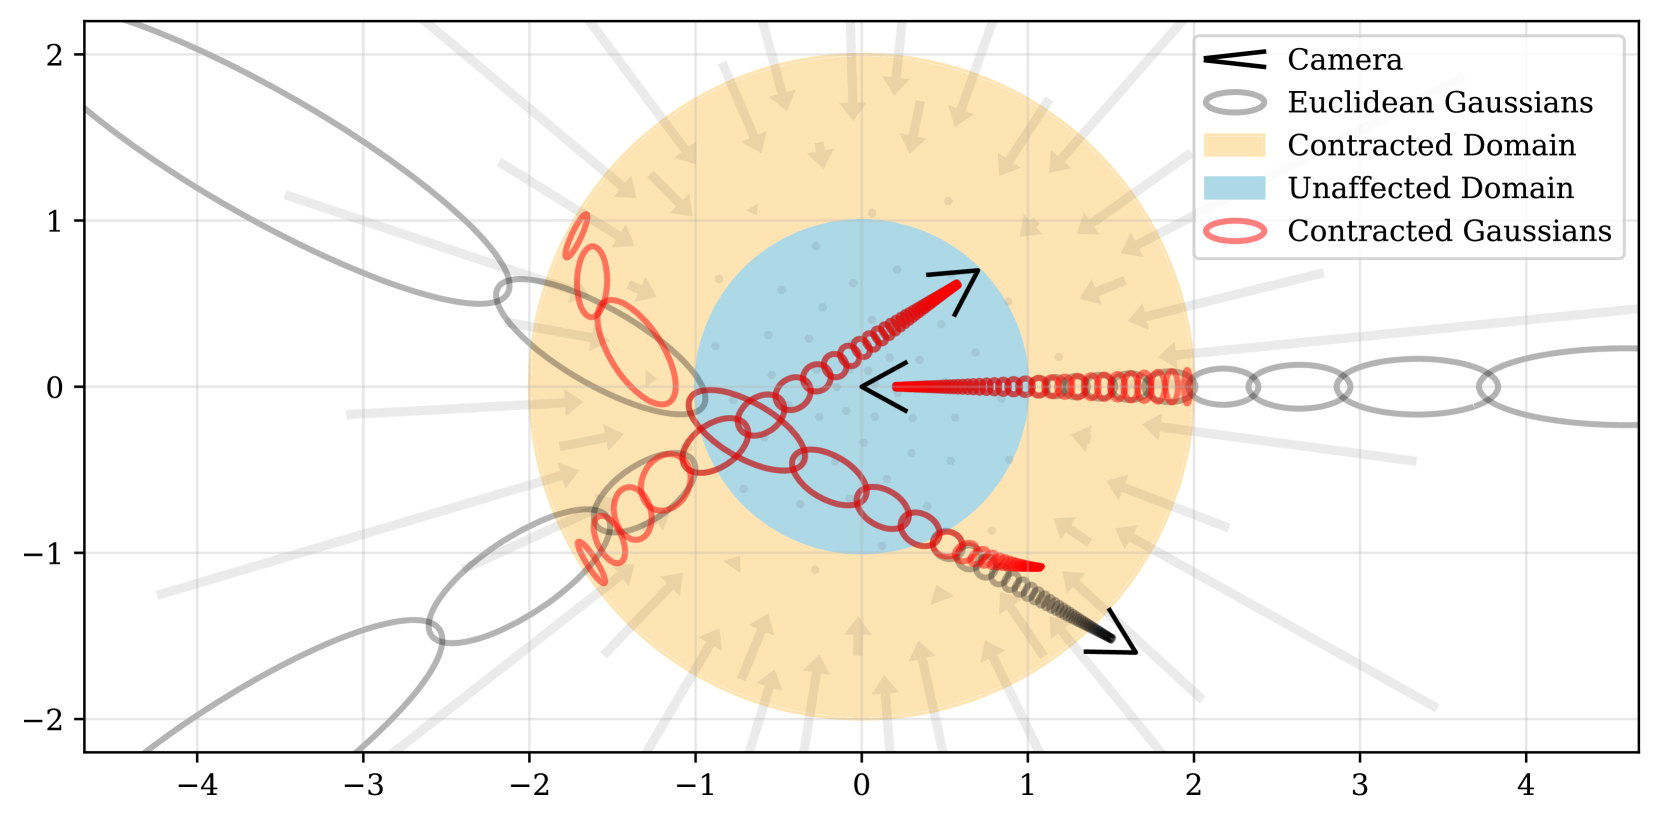 2
1
0
−1
−2
−4
−3
−2
−1
0
1
2
3
4
Camera
Euclidean Gaussians
Contracted Domain
Unaffected Domain
Contracted Gaussians